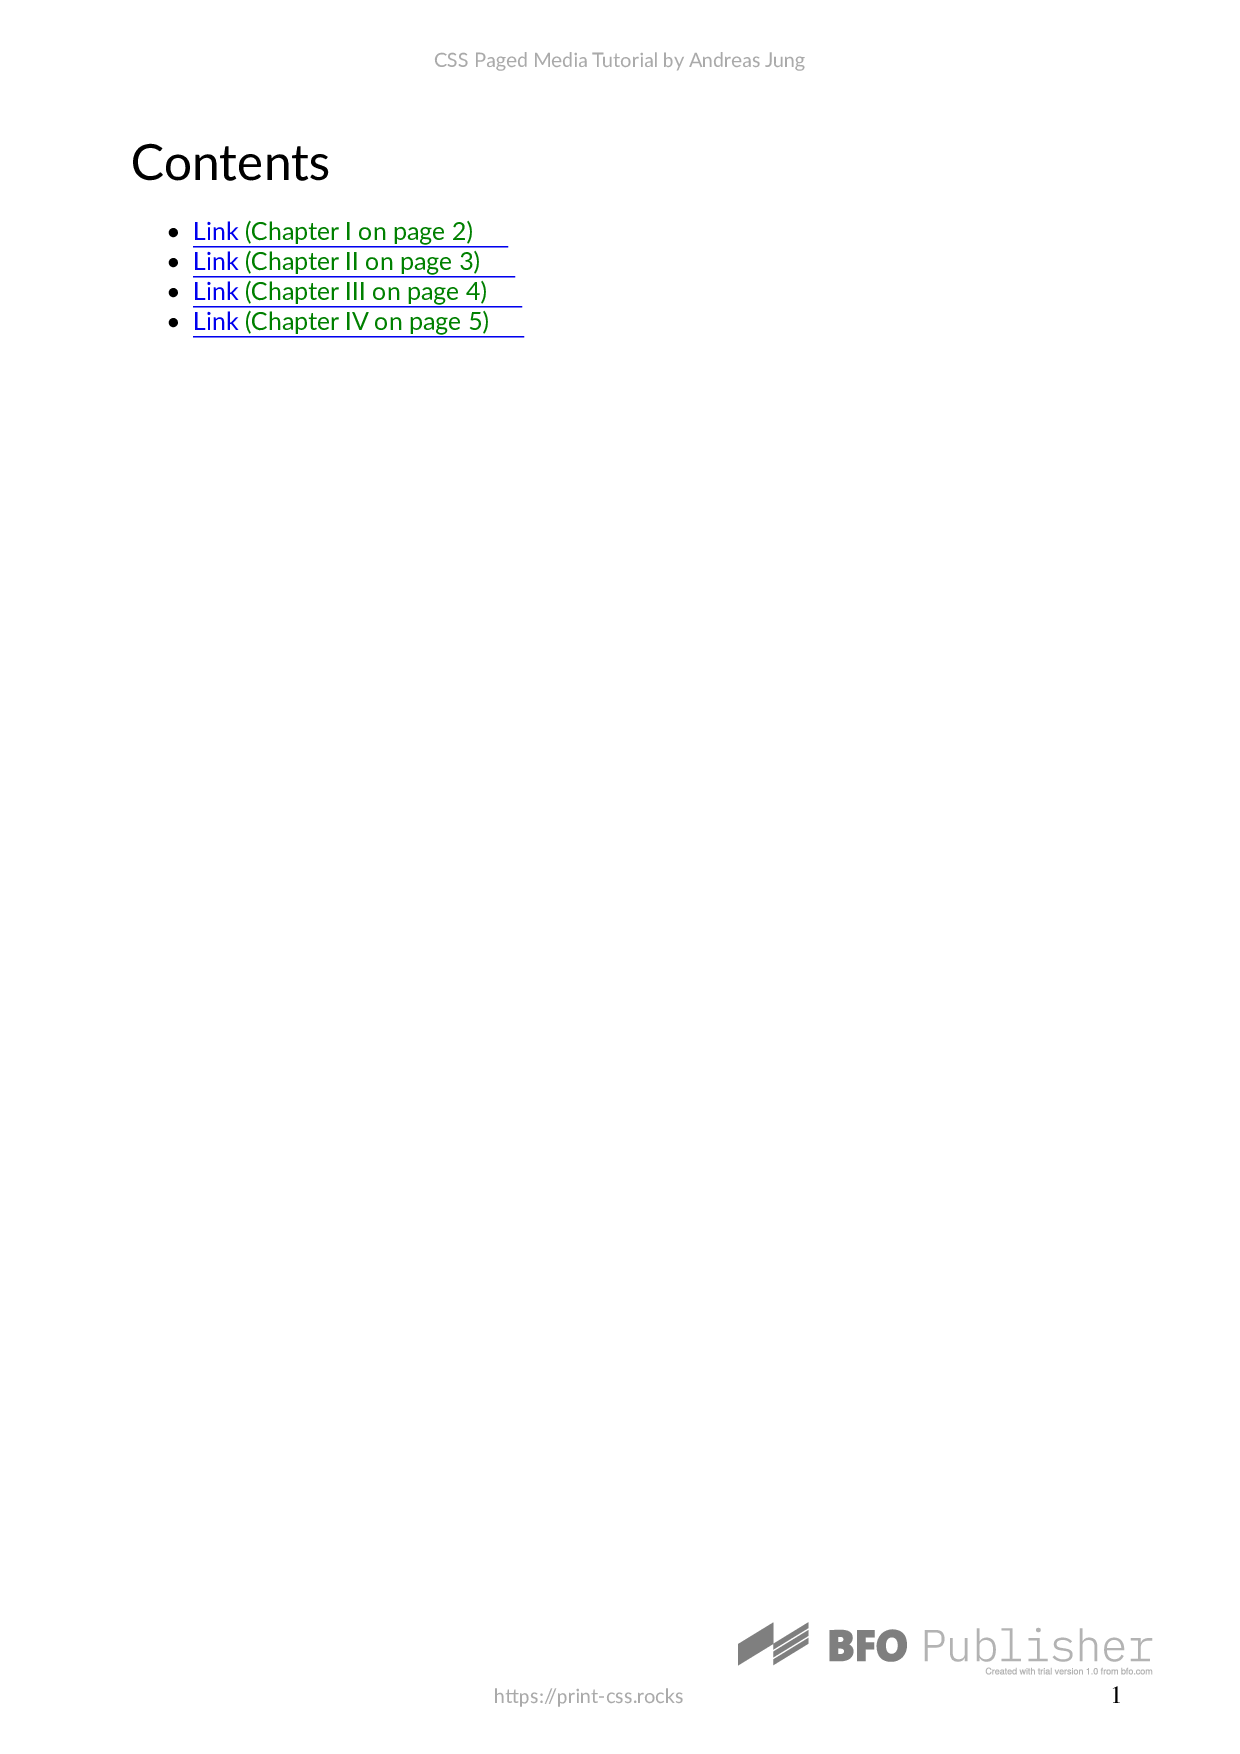 CSS Paged Media Tutorial by Andreas Jung
Contents
• Link (Chapter I on page 2)
• Link (Chapter II on page 3)
• Link (Chapter III on page 4)
• Link (Chapter IV on page 5)
BFO Publisher
Created with trial version 1.0 from bfo.com
https://print-css.rocks 1